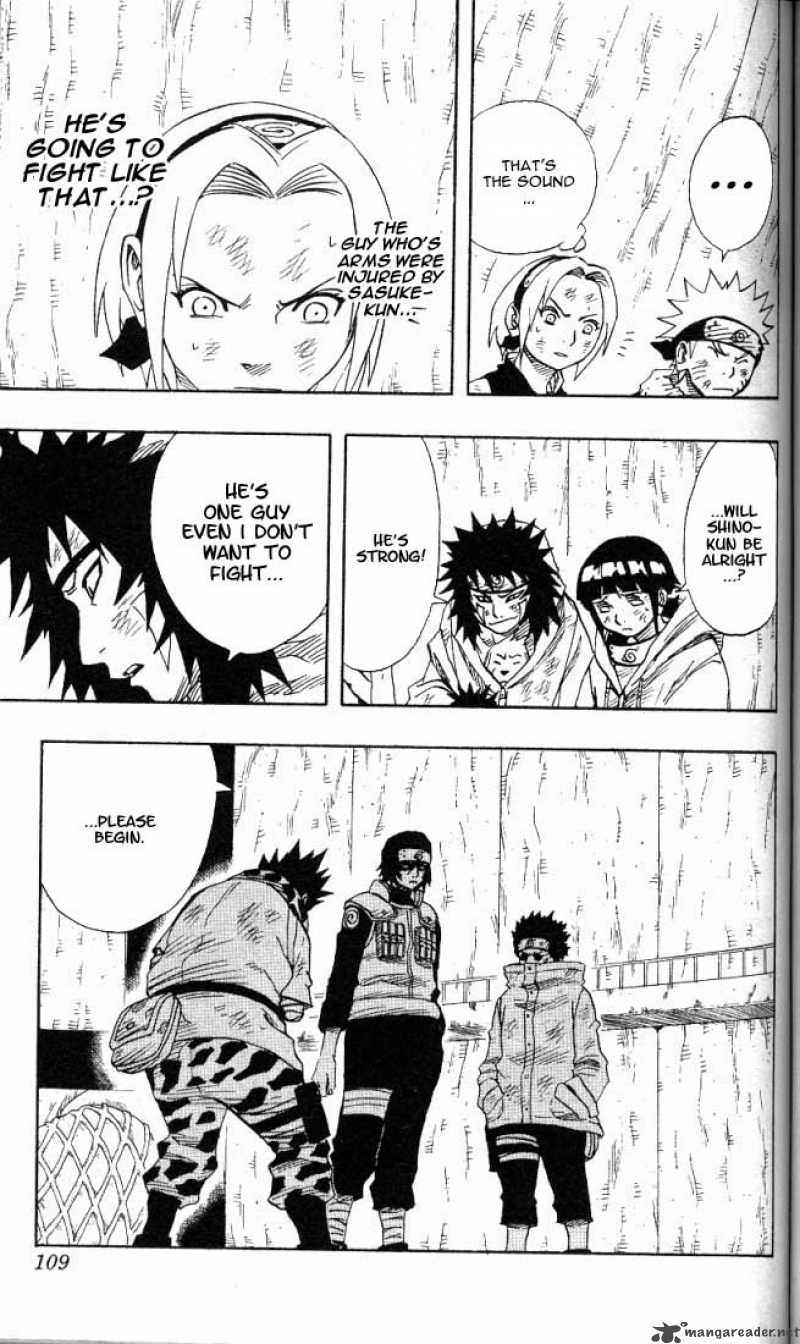 ...
THAT'S
THE SOUND
...
THE
GUY WHO'S
ARMS WERE
INJURED BY
SASUKE-
KUN...
HE'S
GOING TO
FIGHT LIKE
THAT...?
...WILL
SHINO-
KUN BE
ALRIGHT
...?
HE'S
STRONG!
HE'S
ONE GUY
EVEN I DON'T
WANT TO
FIGHT...
...PLEASE
BEGIN.
109
mangareader.net